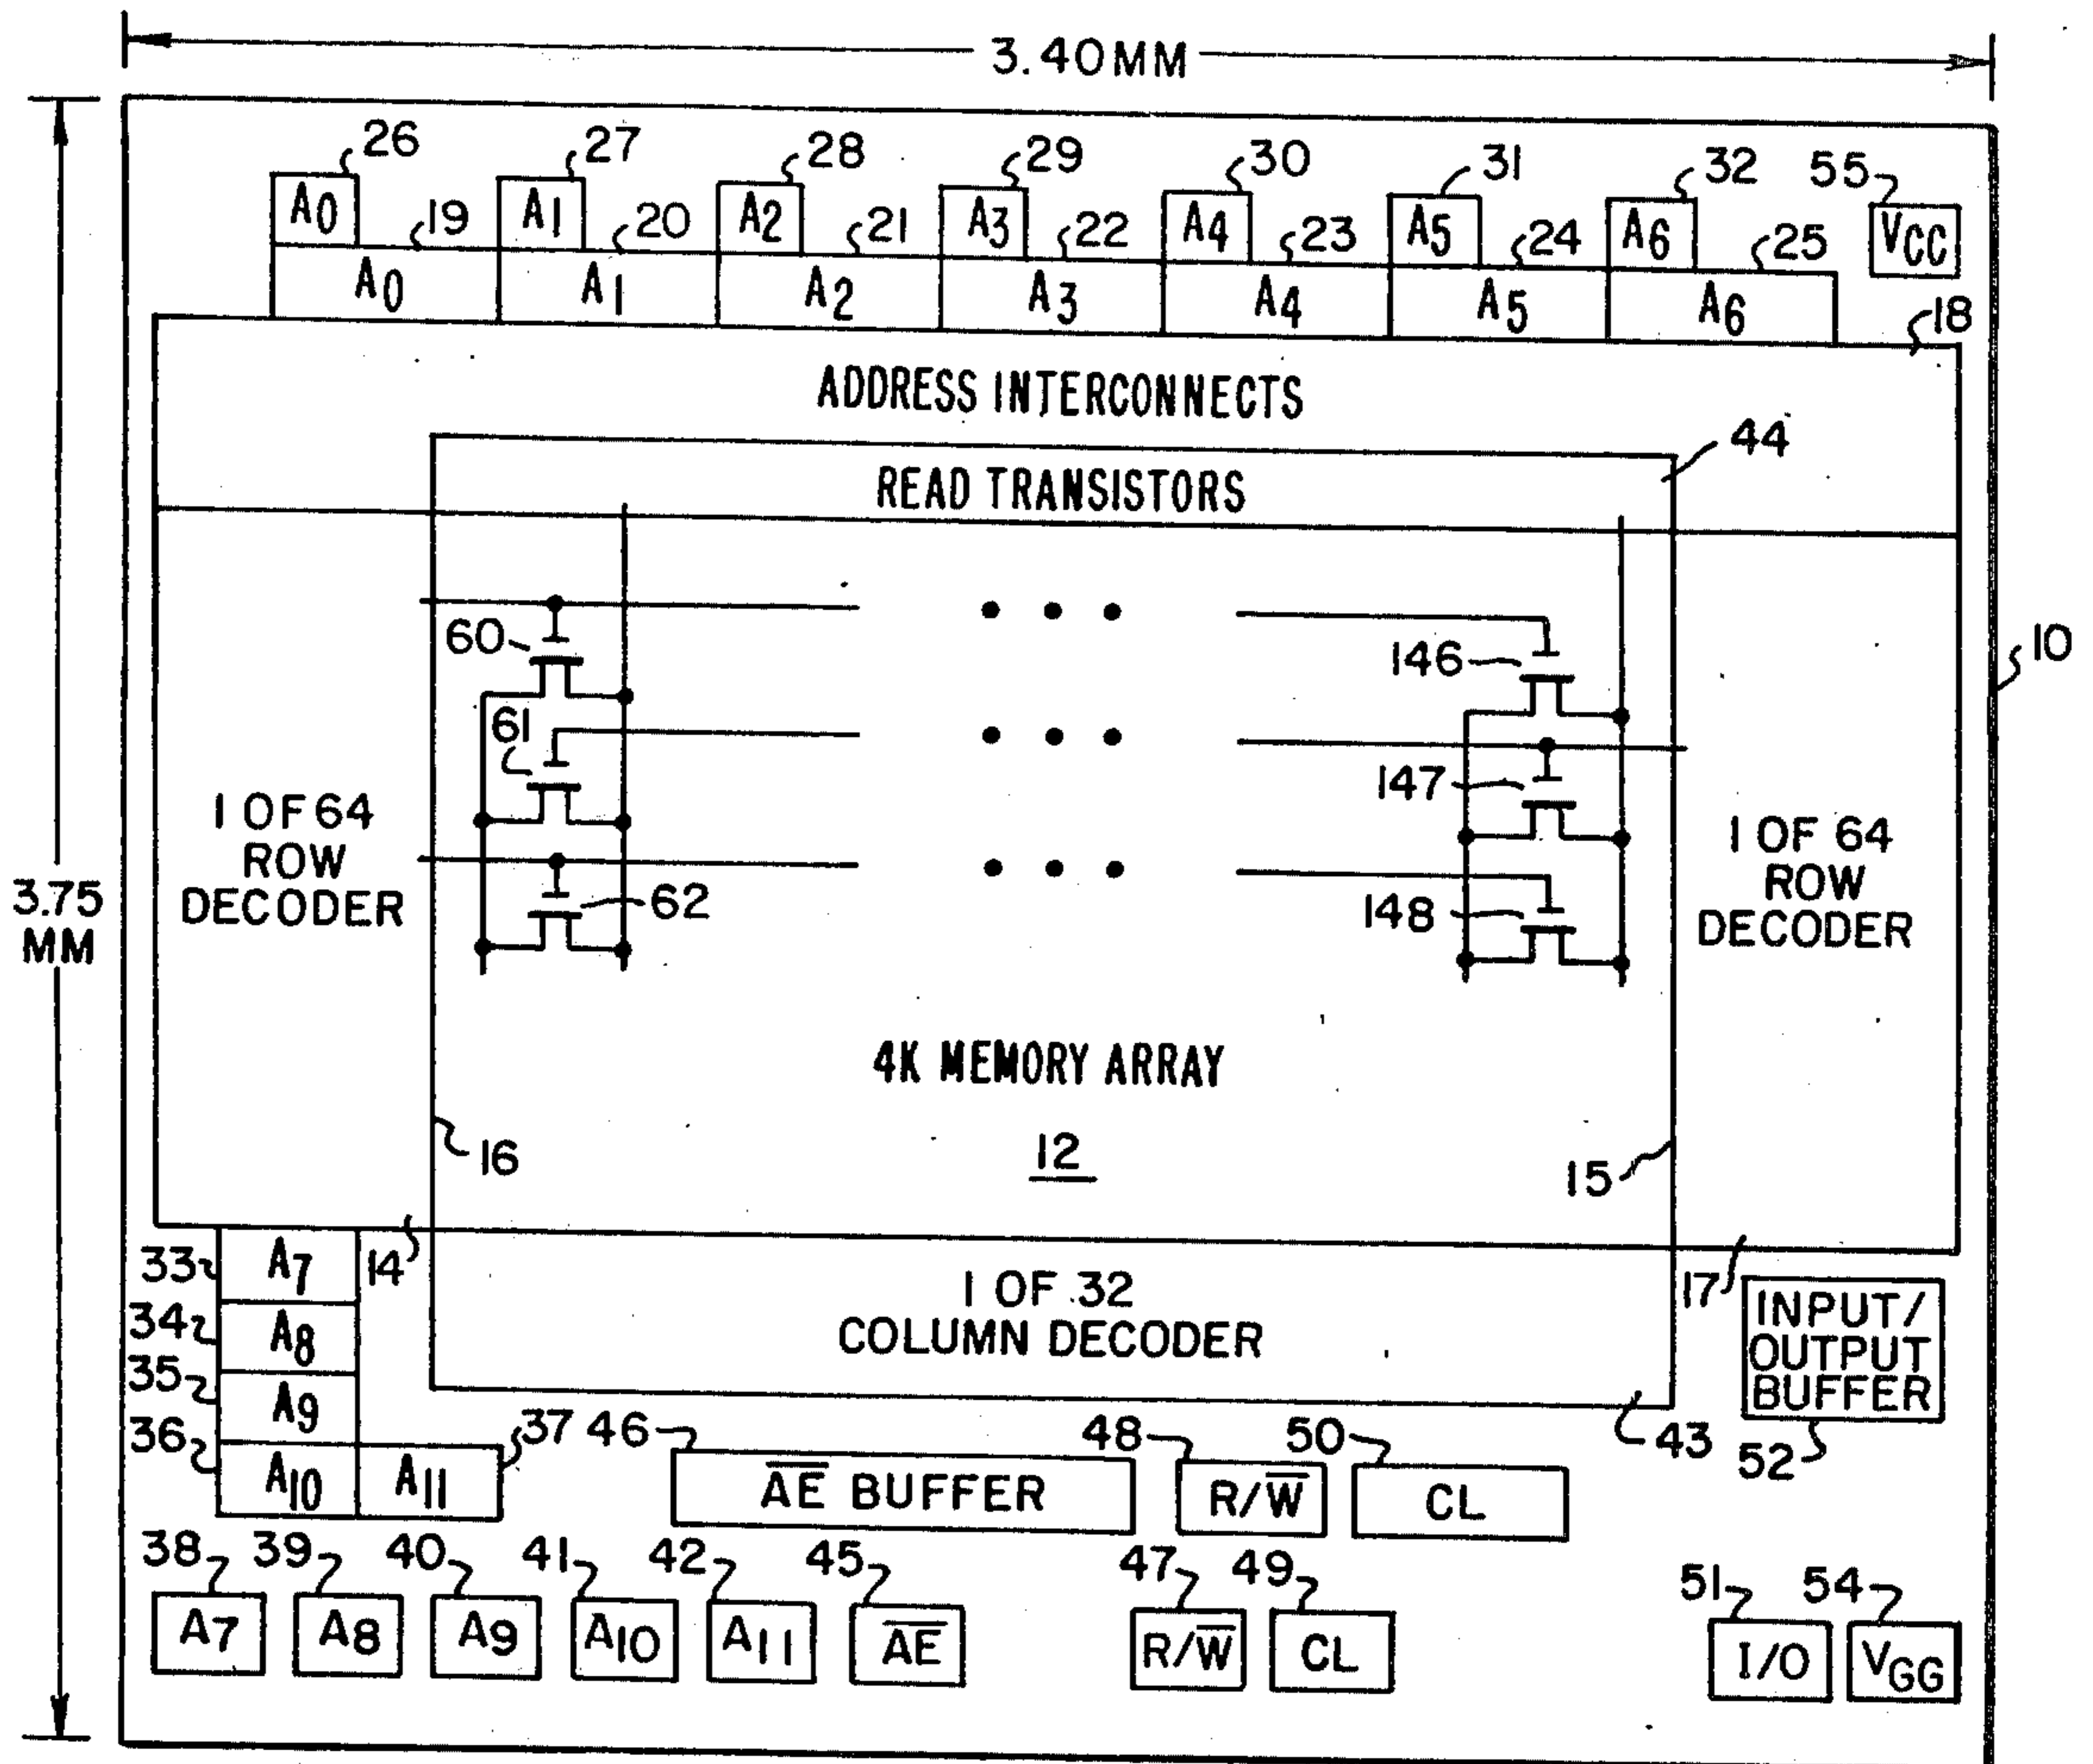 3.40MM
26 27 28 29 30 31 32 55
A0 A1 A2 A3 A4 A5 A6 VCC
19 20 21 22 23 24 25
A0 A1 A2 A3 A4 A5 A6
18
ADDRESS INTERCONNECTS
44
READ TRANSISTORS
60 146
10
61 147
1 OF 64
ROW
DECODER
1 OF 64
ROW
DECODER
3.75
MM
62 148
4K MEMORY ARRAY
16 12 15
33 A7 14
17
34 A8
1 OF 32
COLUMN DECODER
INPUT/
OUTPUT
BUFFER
35 A9
36 A10 A11 37
46 48 50 43 52
A̅E̅ BUFFER R/W̅ CL
38 39 40 41 42 45 47 49 51 54
A7 A8 A9 A10 A11 A̅E̅ R/W̅ CL I/O VGG